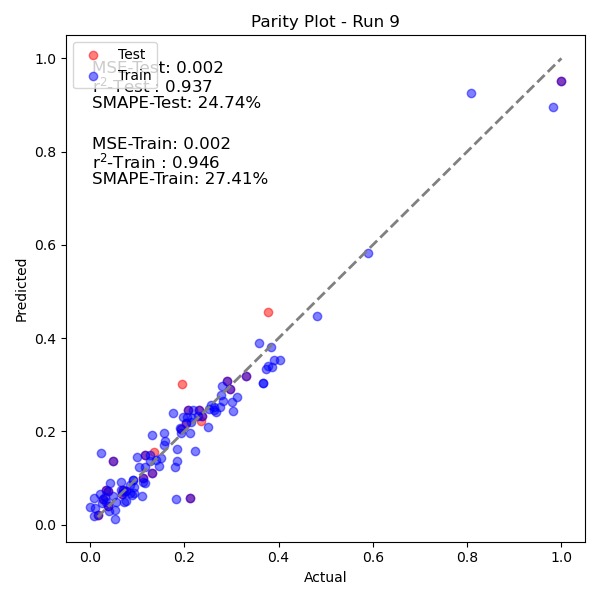 Parity Plot - Run 9
Test
Train
MSE-Test: 0.002
r²-Test : 0.937
SMAPE-Test: 24.74%
MSE-Train: 0.002
r²-Train : 0.946
SMAPE-Train: 27.41%
1.0
0.8
0.6
0.4
0.2
0.0
Predicted
0.0 0.2 0.4 0.6 0.8 1.0
Actual